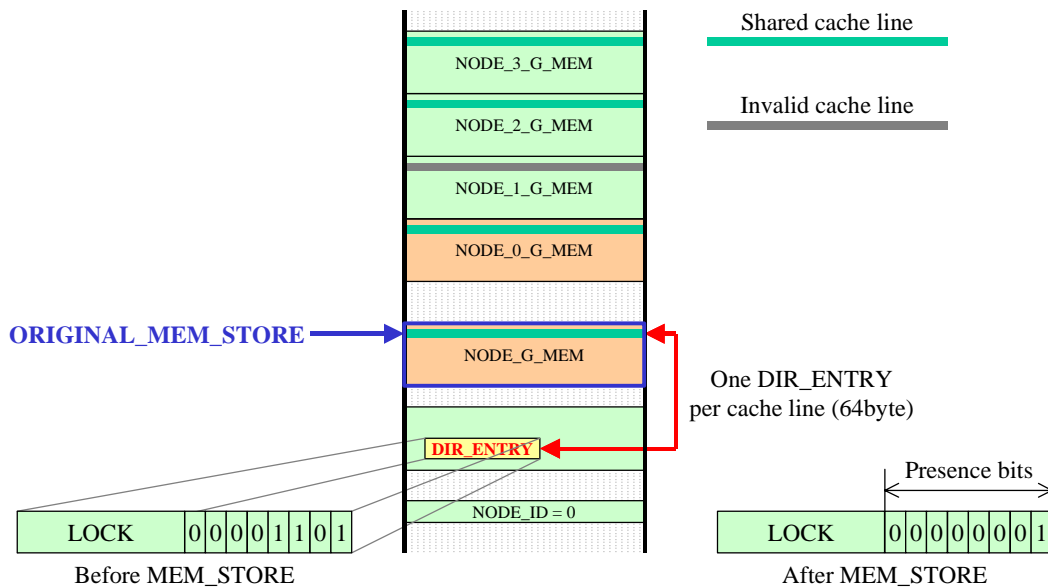 Shared cache line
NODE_3_G_MEM
NODE_2_G_MEM
Invalid cache line
NODE_1_G_MEM
NODE_0_G_MEM
ORIGINAL_MEM_STORE
NODE_G_MEM
One DIR_ENTRY
per cache line (64byte)
DIR_ENTRY
Presence bits
NODE_ID = 0
LOCK 0 0 0 0 1 1 0 1
LOCK 0 0 0 0 0 0 0 1
Before MEM_STORE
After MEM_STORE